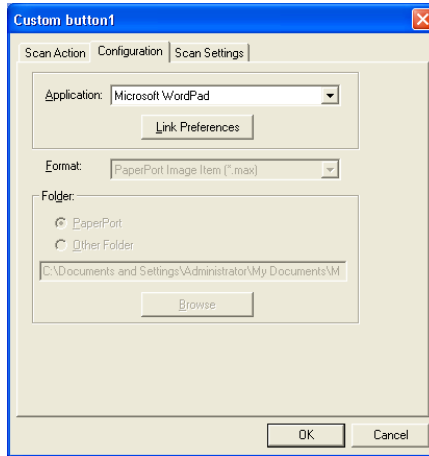 Custom button1
Scan Action Configuration Scan Settings
Application: Microsoft WordPad
Link Preferences
Format: PaperPort Image Item (*.max)
Folder:
PaperPort
Other Folder
C:\Documents and Settings\Administrator\My Documents\M
Browse
OK Cancel